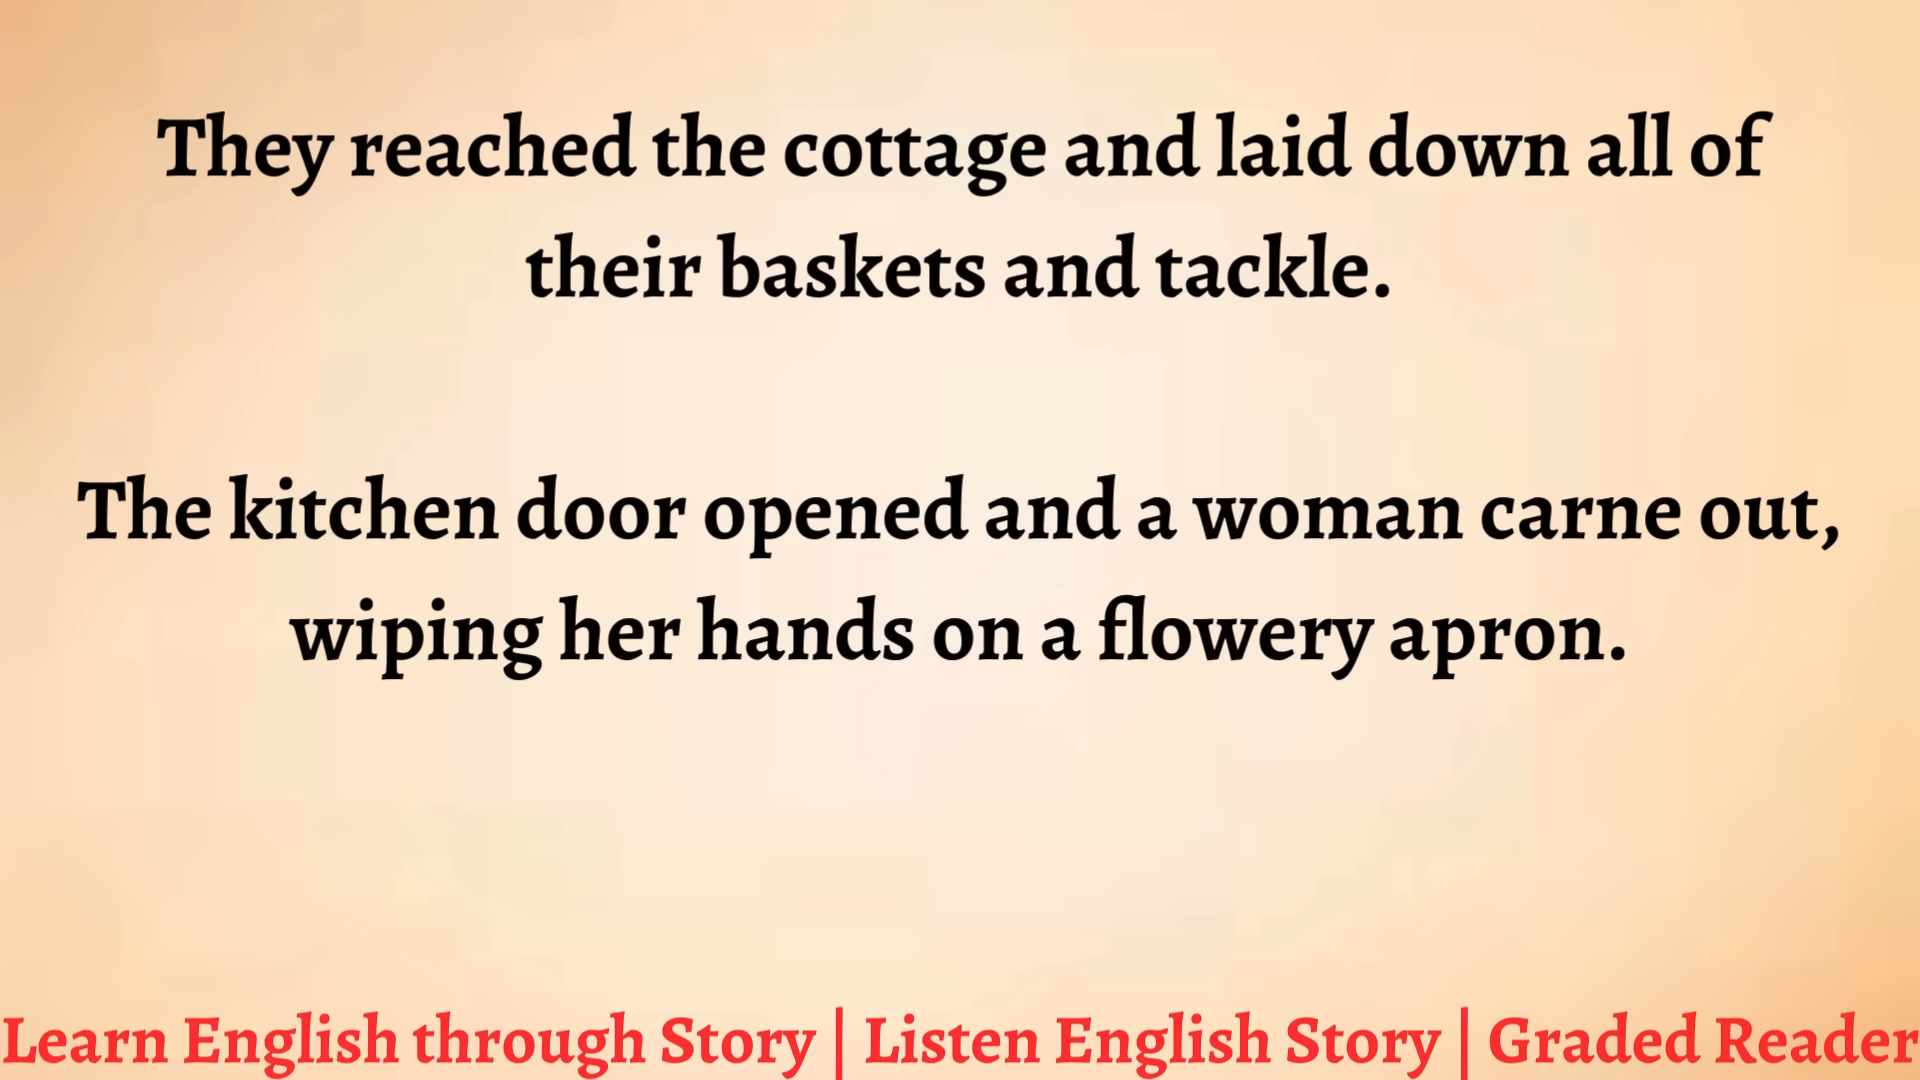 They reached the cottage and laid down all of
their baskets and tackle.
The kitchen door opened and a woman carne out,
wiping her hands on a flowery apron.
Learn English through Story | Listen English Story | Graded Reader